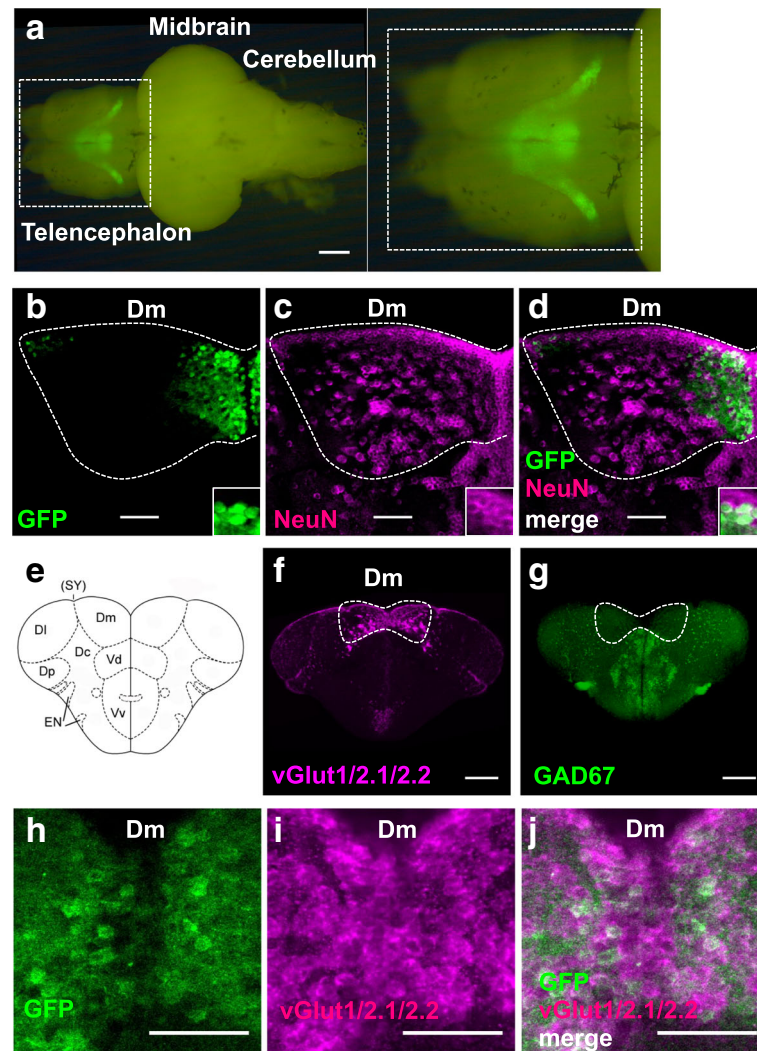 a
Midbrain
Cerebellum
Telencephalon
b
Dm
GFP
c
Dm
NeuN
d
Dm
GFP
NeuN
merge
e
(SY)
Dl
Dm
Dc
Vd
Dp
Vv
EN
f
Dm
vGlut1/2.1/2.2
g
GAD67
h
Dm
GFP
i
Dm
vGlut1/2.1/2.2
j
Dm
GFP
vGlut1/2.1/2.2
merge